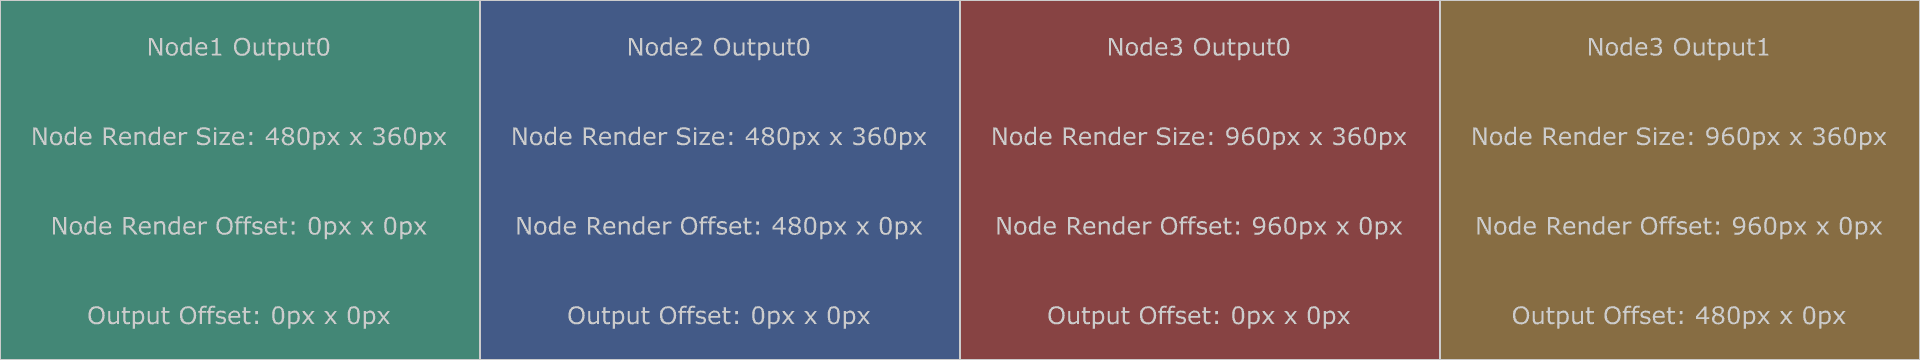 Node1 Output0
Node Render Size: 480px x 360px
Node Render Offset: 0px x 0px
Output Offset: 0px x 0px
Node2 Output0
Node Render Size: 480px x 360px
Node Render Offset: 480px x 0px
Output Offset: 0px x 0px
Node3 Output0
Node Render Size: 960px x 360px
Node Render Offset: 960px x 0px
Output Offset: 0px x 0px
Node3 Output1
Node Render Size: 960px x 360px
Node Render Offset: 960px x 0px
Output Offset: 480px x 0px